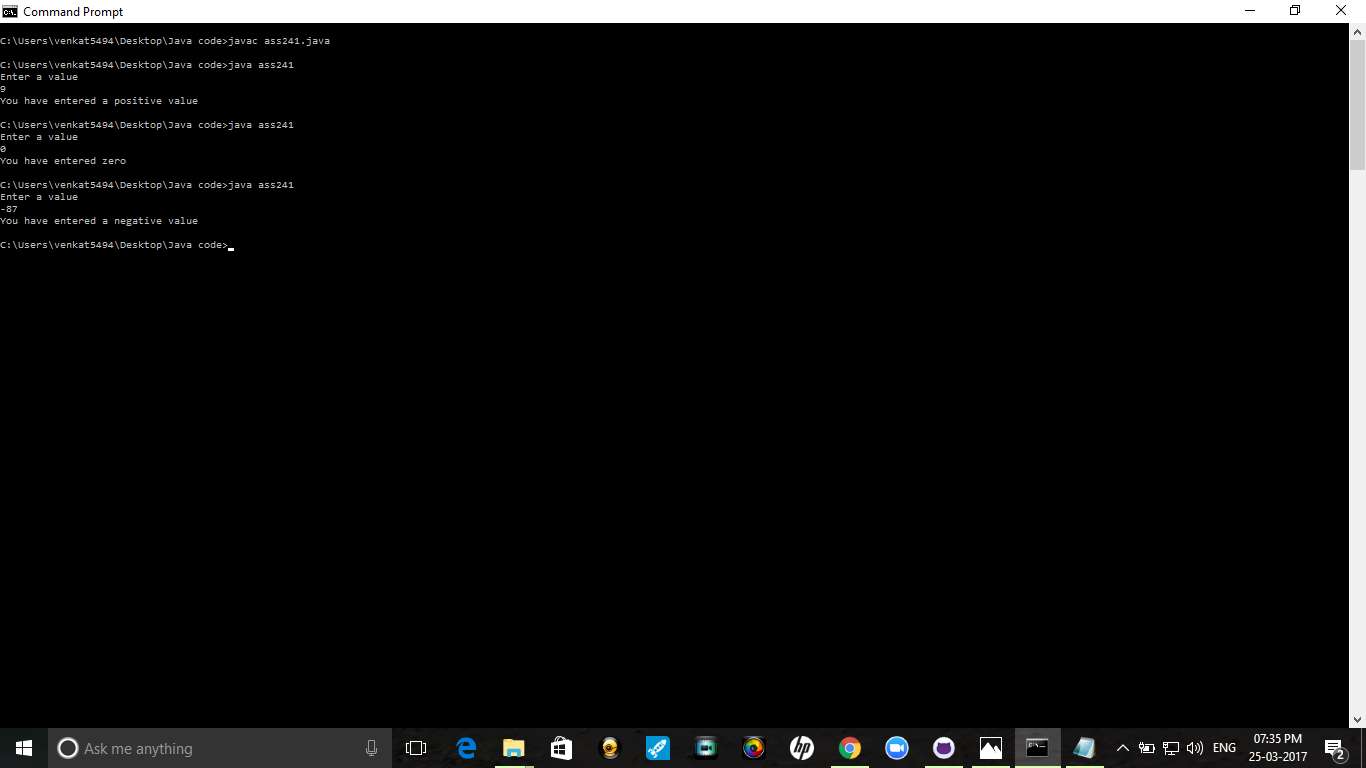 Command Prompt
C:\Users\venkat5494\Desktop\Java code>javac ass241.java
C:\Users\venkat5494\Desktop\Java code>java ass241
Enter a value
9
You have entered a positive value
C:\Users\venkat5494\Desktop\Java code>java ass241
Enter a value
0
You have entered zero
C:\Users\venkat5494\Desktop\Java code>java ass241
Enter a value
-87
You have entered a negative value
C:\Users\venkat5494\Desktop\Java code>
Ask me anything
hp
ENG
07:35 PM
25-03-2017
2